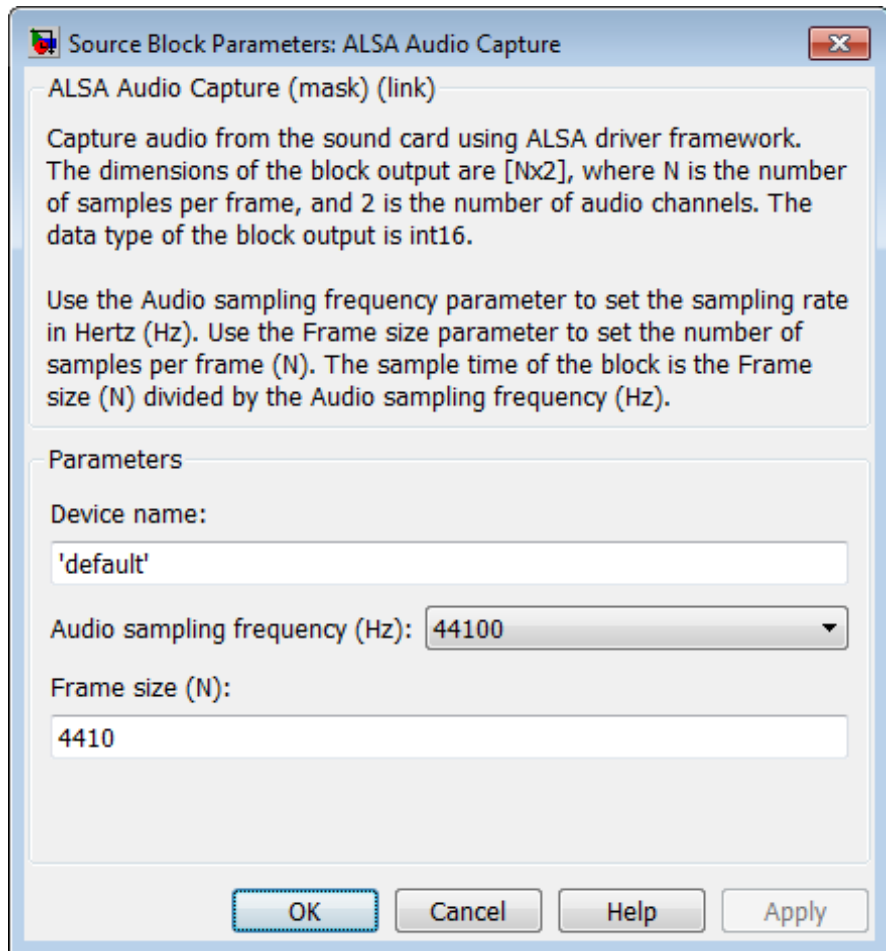 Source Block Parameters: ALSA Audio Capture
ALSA Audio Capture (mask) (link)
Capture audio from the sound card using ALSA driver framework.
The dimensions of the block output are [Nx2], where N is the number
of samples per frame, and 2 is the number of audio channels. The
data type of the block output is int16.
Use the Audio sampling frequency parameter to set the sampling rate
in Hertz (Hz). Use the Frame size parameter to set the number of
samples per frame (N). The sample time of the block is the Frame
size (N) divided by the Audio sampling frequency (Hz).
Parameters
Device name:
'default'
Audio sampling frequency (Hz): 44100
Frame size (N):
4410
OK Cancel Help Apply